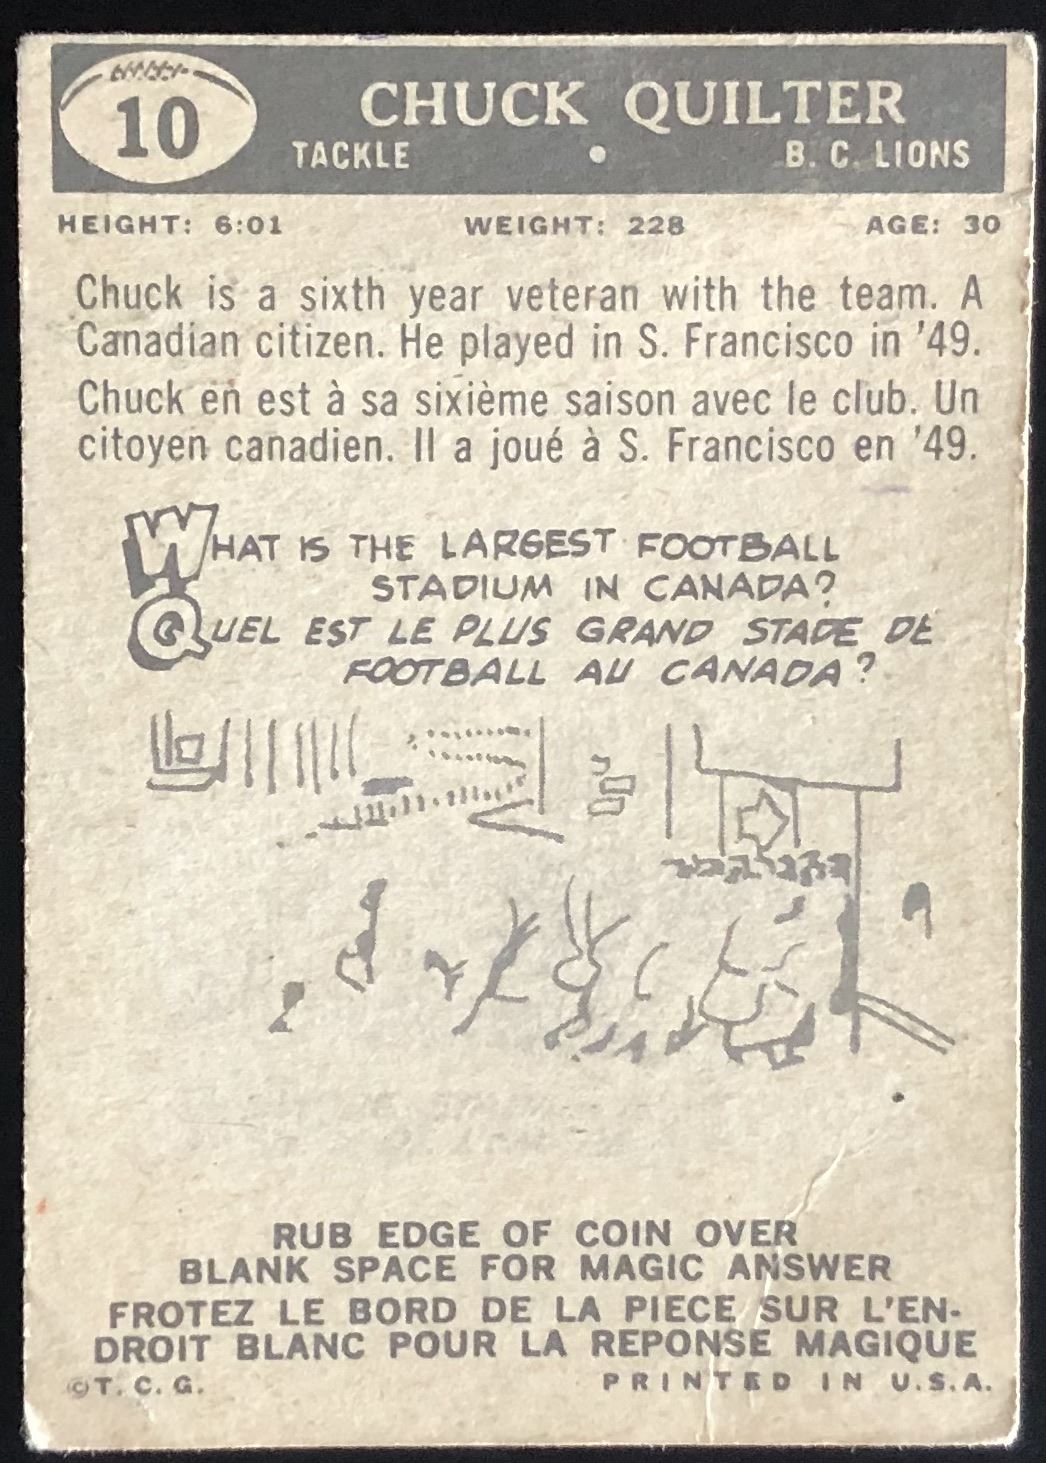 10
CHUCK QUILTER
TACKLE • B. C. LIONS
HEIGHT: 6:01 WEIGHT: 228 AGE: 30
Chuck is a sixth year veteran with the team. A
Canadian citizen. He played in S. Francisco in '49.
Chuck en est à sa sixième saison avec le club. Un
citoyen canadien. Il a joué à S. Francisco en '49.
WHAT IS THE LARGEST FOOTBALL
STADIUM IN CANADA?
QUEL EST LE PLUS GRAND STADE DE
FOOTBALL AU CANADA?
RUB EDGE OF COIN OVER
BLANK SPACE FOR MAGIC ANSWER
FROTEZ LE BORD DE LA PIECE SUR L'EN-
DROIT BLANC POUR LA REPONSE MAGIQUE
© T. C. G. PRINTED IN U.S.A.